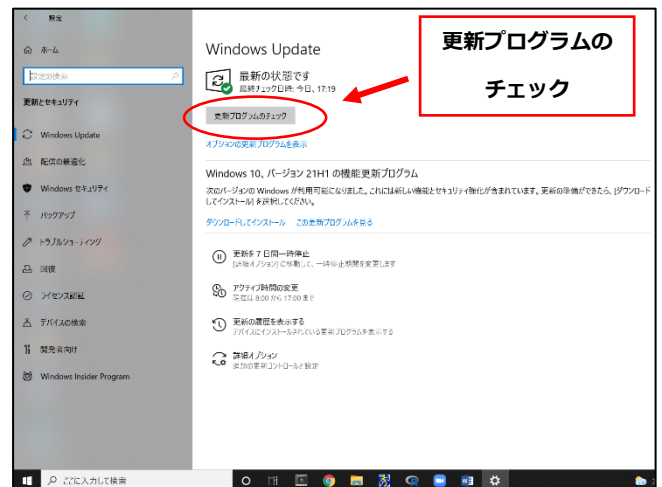 設定
ホーム
設定の検索
更新とセキュリティ
Windows Update
配信の最適化
Windows セキュリティ
バックアップ
トラブルシューティング
回復
ライセンス認証
デバイスの検索
開発者向け
Windows Insider Program
Windows Update
最新の状態です
最終チェック日時: 今日、17:19
更新プログラムのチェック
オプションの更新プログラムを表示
Windows 10、バージョン 21H1 の機能更新プログラム
次のバージョンの Windows が利用可能になりました。これには新しい機能とセキュリティ強化が含まれています。更新の準備ができたら、[ダウンロード
してインストール] を選択してください。
ダウンロードしてインストール この更新プログラムを見る
更新を 7 日間一時停止
[詳細オプション] に移動して、一時停止期間を変更します
アクティブ時間の変更
現在は 8:00 から 17:00 まで
更新の履歴を表示する
デバイスにインストールされている更新プログラムを表示する
詳細オプション
追加の更新コントロールと設定
更新プログラムの
チェック
ここに入力して検索